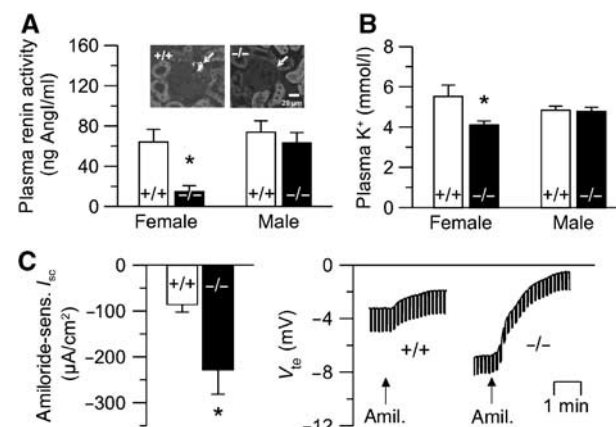 A
Plasma renin activity
(ng AngI/ml)
160
120
80
40
0
+/+
–/–
20 µm
+/+
*
–/–
+/+
–/–
Female
Male
B
Plasma K+ (mmol/l)
8
6
4
2
0
+/+
*
–/–
+/+
–/–
Female
Male
C
Amiloride-sens. Isc
(µA/cm²)
0
–100
–200
–300
+/+
–/–
*
Vte (mV)
–4
–8
–12
+/+
–/–
Amil.
Amil.
1 min